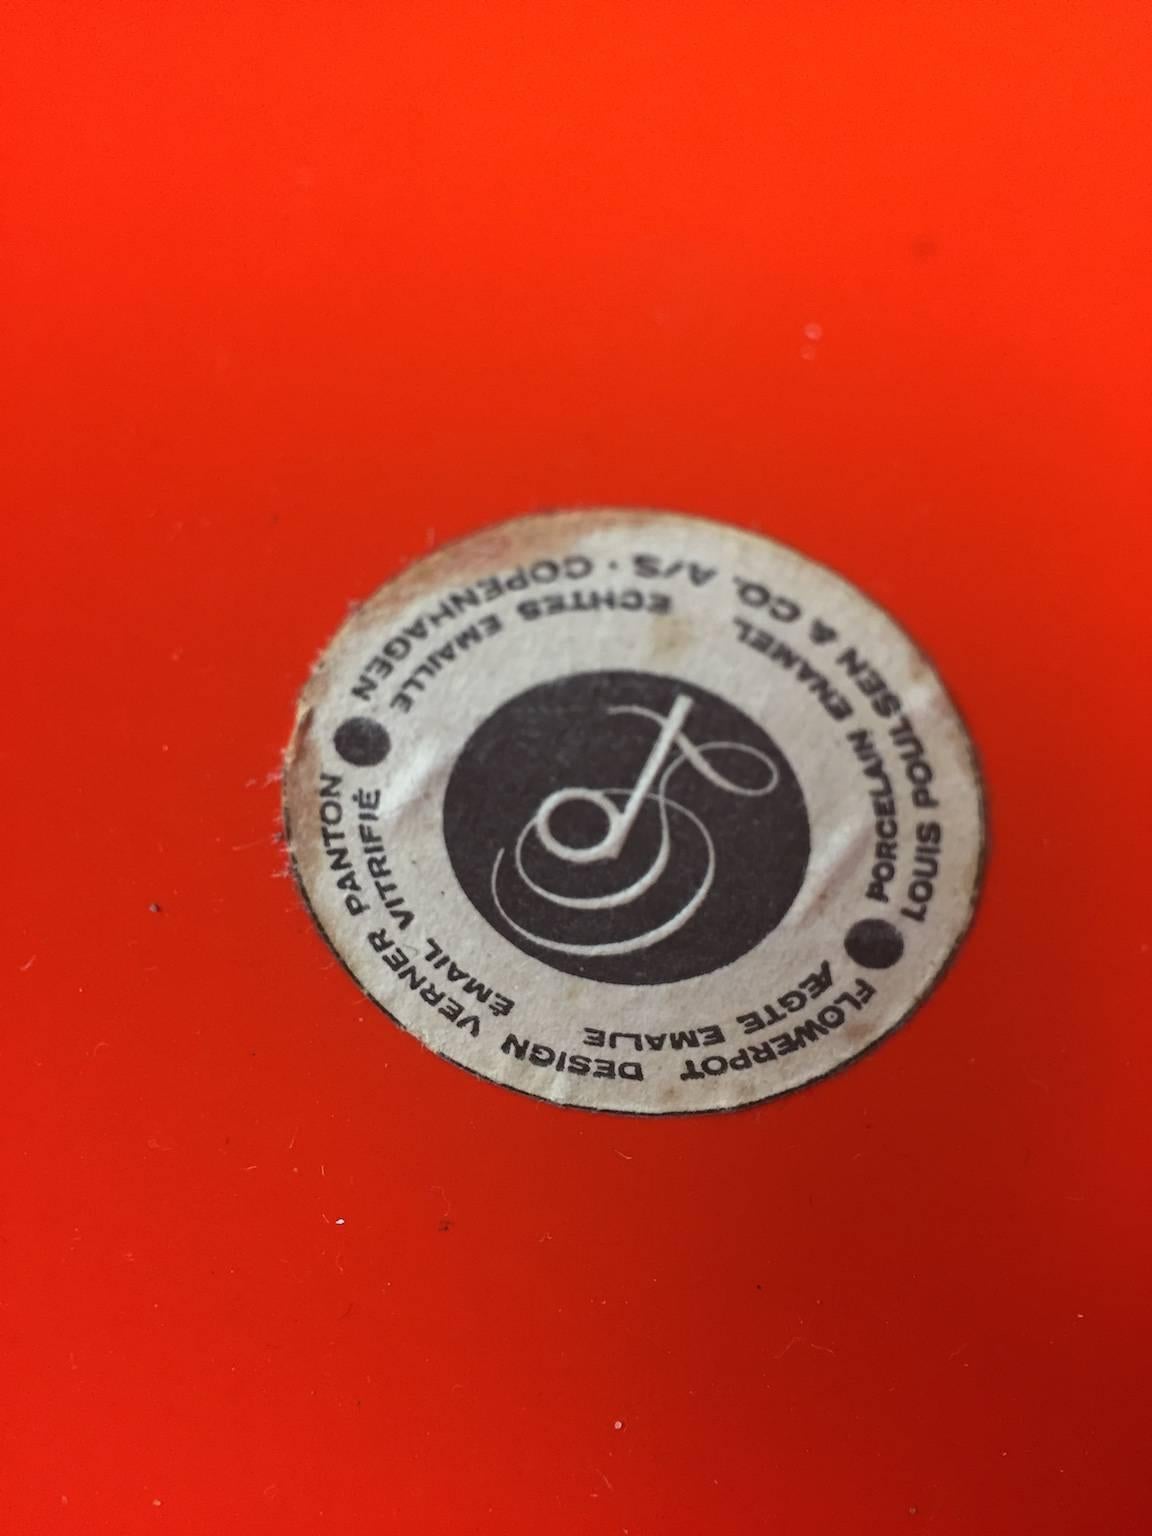 FLOWERPOT DESIGN VERNER PANTON
LOUIS POULSEN & CO. A/S · COPENHAGEN
ÆGTE EMALJE
ÉMAIL VITRIFIÉ
PORCELAIN ENAMEL
ECHTES EMAILLE